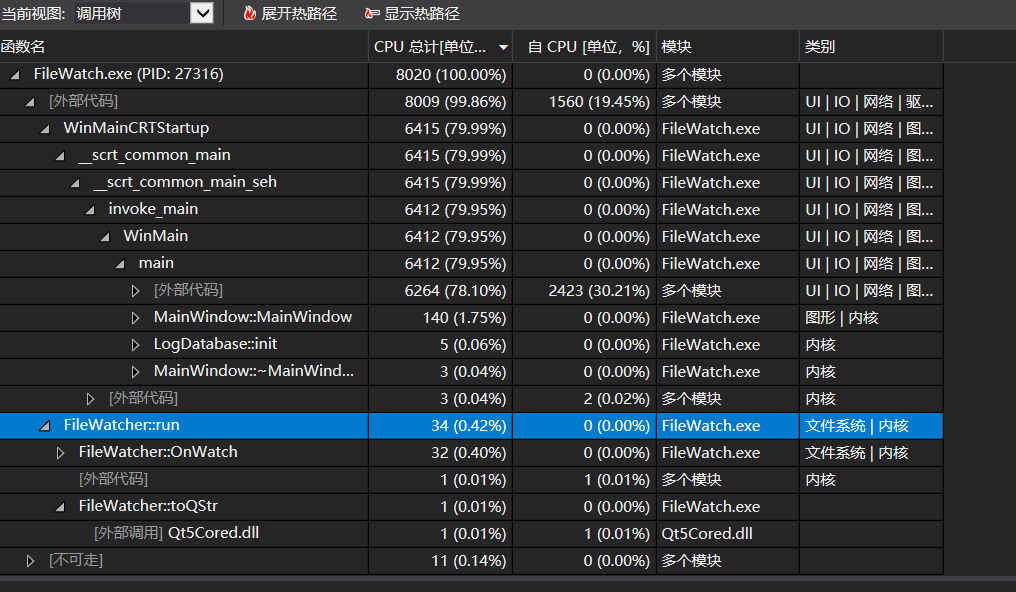 当前视图: 调用树 展开热路径 显示热路径
函数名 CPU 总计[单位... 自 CPU [单位，%] 模块 类别
FileWatch.exe (PID: 27316) 8020 (100.00%) 0 (0.00%) 多个模块
[外部代码] 8009 (99.86%) 1560 (19.45%) 多个模块 UI | IO | 网络 | 驱...
WinMainCRTStartup 6415 (79.99%) 0 (0.00%) FileWatch.exe UI | IO | 网络 | 图...
__scrt_common_main 6415 (79.99%) 0 (0.00%) FileWatch.exe UI | IO | 网络 | 图...
__scrt_common_main_seh 6415 (79.99%) 0 (0.00%) FileWatch.exe UI | IO | 网络 | 图...
invoke_main 6412 (79.95%) 0 (0.00%) FileWatch.exe UI | IO | 网络 | 图...
WinMain 6412 (79.95%) 0 (0.00%) FileWatch.exe UI | IO | 网络 | 图...
main 6412 (79.95%) 0 (0.00%) FileWatch.exe UI | IO | 网络 | 图...
[外部代码] 6264 (78.10%) 2423 (30.21%) 多个模块 UI | IO | 网络 | 图...
MainWindow::MainWindow 140 (1.75%) 0 (0.00%) FileWatch.exe 图形 | 内核
LogDatabase::init 5 (0.06%) 0 (0.00%) FileWatch.exe 内核
MainWindow::~MainWind... 3 (0.04%) 0 (0.00%) FileWatch.exe 内核
[外部代码] 3 (0.04%) 2 (0.02%) 多个模块 内核
FileWatcher::run 34 (0.42%) 0 (0.00%) FileWatch.exe 文件系统 | 内核
FileWatcher::OnWatch 32 (0.40%) 0 (0.00%) FileWatch.exe 文件系统 | 内核
[外部代码] 1 (0.01%) 1 (0.01%) 多个模块 内核
FileWatcher::toQStr 1 (0.01%) 0 (0.00%) FileWatch.exe
[外部调用] Qt5Cored.dll 1 (0.01%) 1 (0.01%) Qt5Cored.dll
[不可走] 11 (0.14%) 0 (0.00%) 多个模块